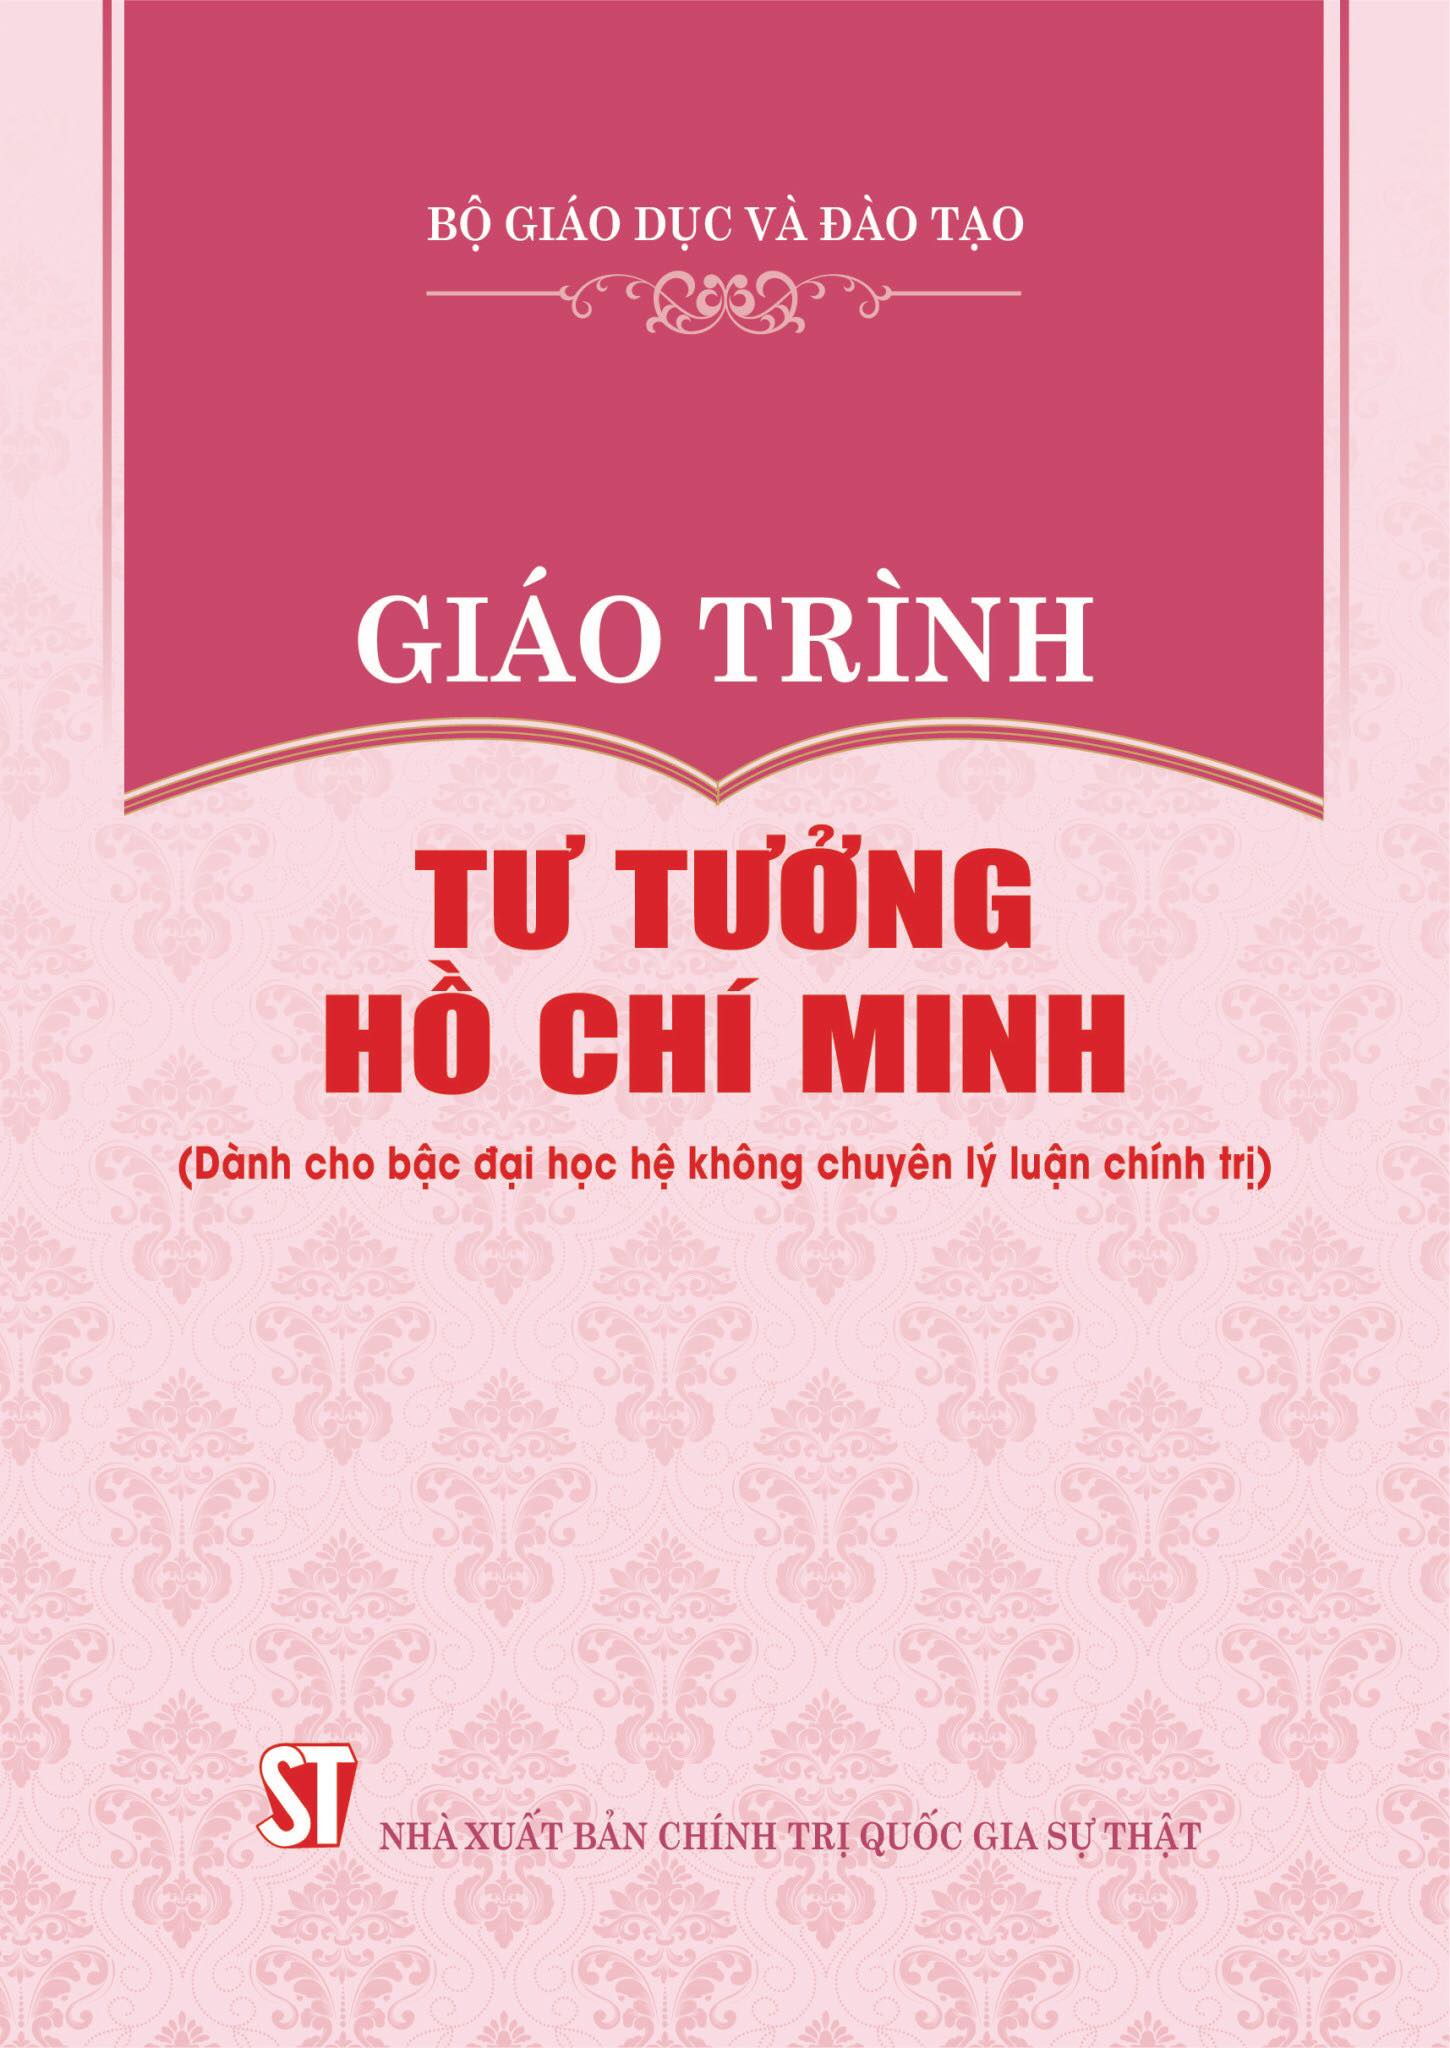 BỘ GIÁO DỤC VÀ ĐÀO TẠO
GIÁO TRÌNH
TƯ TƯỞNG
HỒ CHÍ MINH
(Dành cho bậc đại học hệ không chuyên lý luận chính trị)
ST
NHÀ XUẤT BẢN CHÍNH TRỊ QUỐC GIA SỰ THẬT